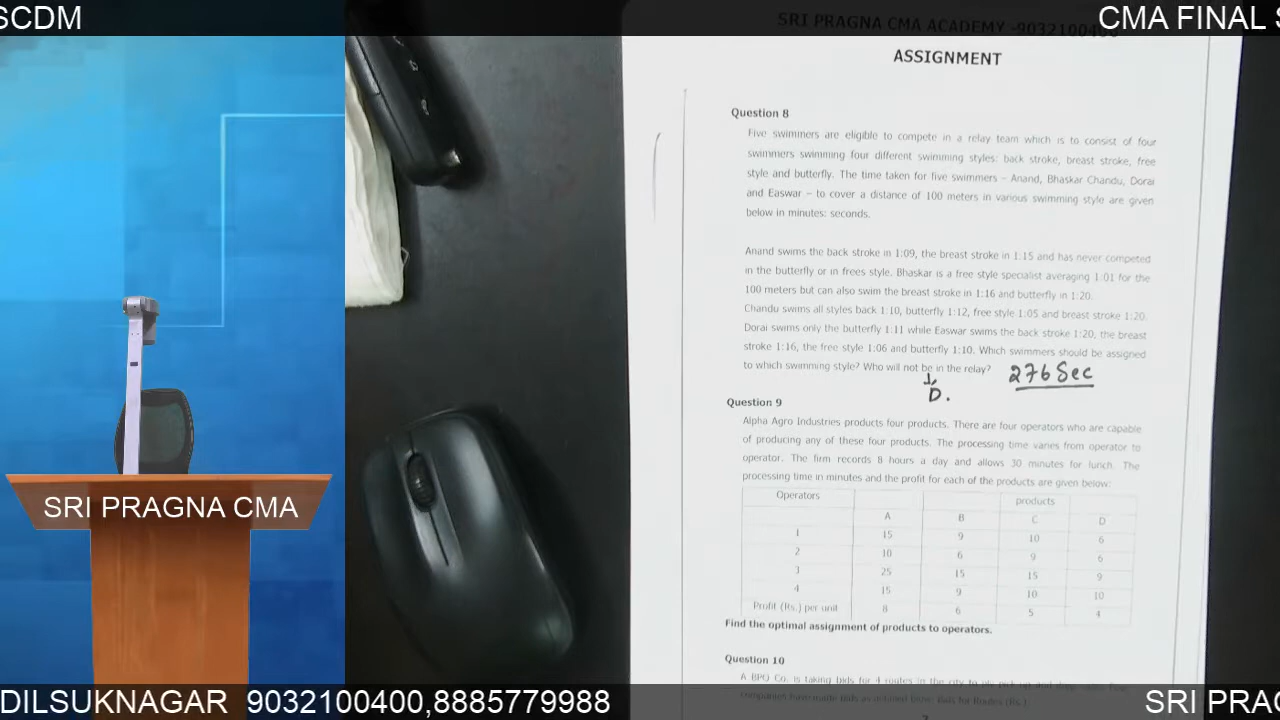 SCDM
CMA FINAL S
SRI PRAGNA CMA ACADEMY -9032100400
ASSIGNMENT
Question 8
Five swimmers are eligible to compete in a relay team which is to consist of four
swimmers swimming four different swimming styles: back stroke, breast stroke, free
style and butterfly. The time taken for five swimmers – Anand, Bhaskar Chandu, Dorai
and Easwar – to cover a distance of 100 meters in various swimming style are given
below in minutes: seconds.
Anand swims the back stroke in 1:09, the breast stroke in 1:15 and has never competed
in the butterfly or in frees style. Bhaskar is a free style specialist averaging 1:01 for the
100 meters but can also swim the breast stroke in 1:16 and butterfly in 1:20.
Chandu swims all styles back 1:10, butterfly 1:12, free style 1:05 and breast stroke 1:20
Dorai swims only the butterfly 1:11 while Easwar swims the back stroke 1:20, the breast
stroke 1:16, the free style 1:06 and butterfly 1:10. Which swimmers should be assigned
to which swimming style? Who will not be in the relay? 276 Sec
D.
Question 9
Alpha Agro Industries products four products. There are four operators who are capable
of producing any of these four products. The processing time varies from operator to
operator. The firm records 8 hours a day and allows 30 minutes for lunch. The
processing time in minutes and the profit for each of the products are given below:
Operators products
A B C D
1 15 9 10 6
2 10 6 9 6
3 25 15 15 9
4 15 9 10 10
Profit (Rs.) per unit 8 6 5 4
Find the optimal assignment of products to operators.
Question 10
A BPO Co. is taking bids for 4 routes in the city to
SRI PRAGNA CMA
DILSUKNAGAR 9032100400,8885779988
SRI PRAG